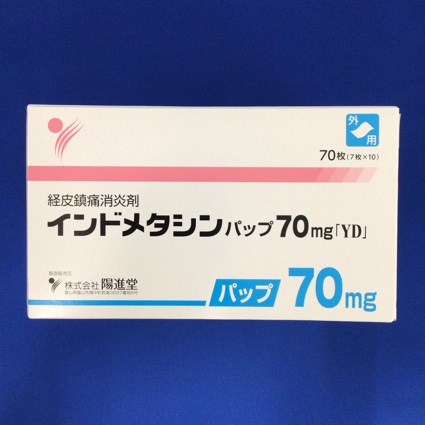 外用
70枚(7枚×10)
経皮鎮痛消炎剤
インドメタシンパップ70mg「YD」
製造販売元
株式会社 陽進堂
パップ 70mg